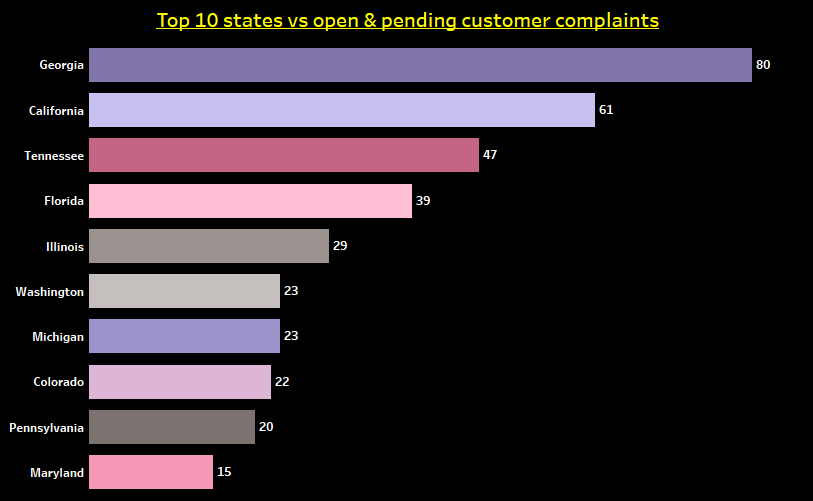 Top 10 states vs open & pending customer complaints
Georgia 80
California 61
Tennessee 47
Florida 39
Illinois 29
Washington 23
Michigan 23
Colorado 22
Pennsylvania 20
Maryland 15